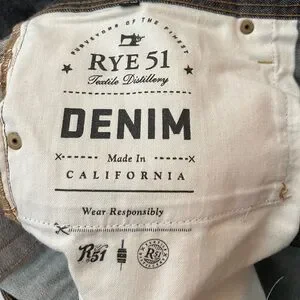 PURVEYORS OF THE FINEST
RYE 51
Textile Distillery
DENIM
Made In
CALIFORNIA
Wear Responsibly
R51